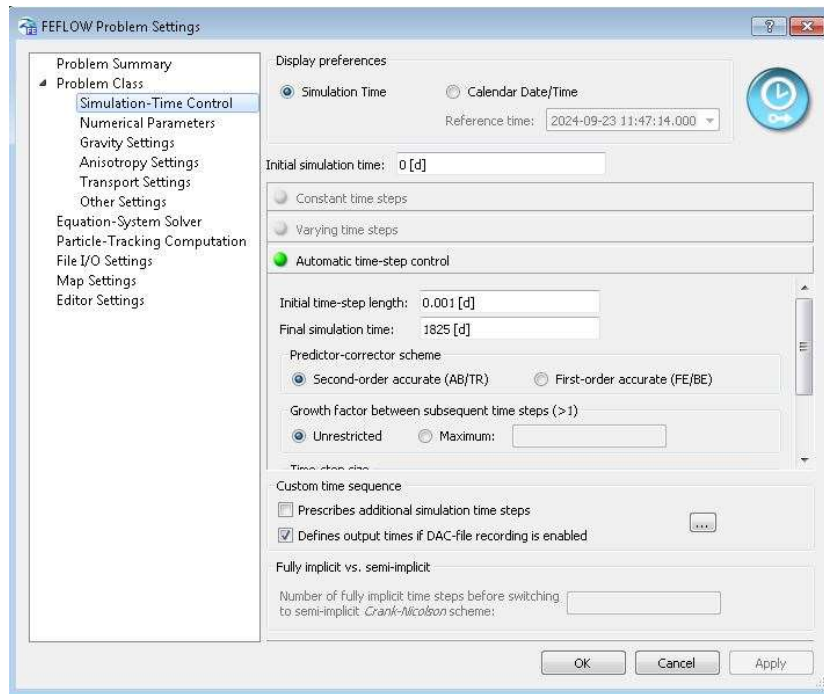 FEFLOW Problem Settings
Problem Summary
Problem Class
Simulation-Time Control
Numerical Parameters
Gravity Settings
Anisotropy Settings
Transport Settings
Other Settings
Equation-System Solver
Particle-Tracking Computation
File I/O Settings
Map Settings
Editor Settings
Display preferences
Simulation Time
Calendar Date/Time
Reference time: 2024-09-23 11:47:14.000
Initial simulation time: 0 [d]
Constant time steps
Varying time steps
Automatic time-step control
Initial time-step length: 0.001 [d]
Final simulation time: 1825 [d]
Predictor-corrector scheme
Second-order accurate (AB/TR) First-order accurate (FE/BE)
Growth factor between subsequent time steps (>1)
Unrestricted Maximum:
Time-step size
Custom time sequence
Prescribes additional simulation time steps
Defines output times if DAC-file recording is enabled
...
Fully implicit vs. semi-implicit
Number of fully implicit time steps before switching
to semi-implicit Crank-Nicolson scheme:
OK Cancel Apply